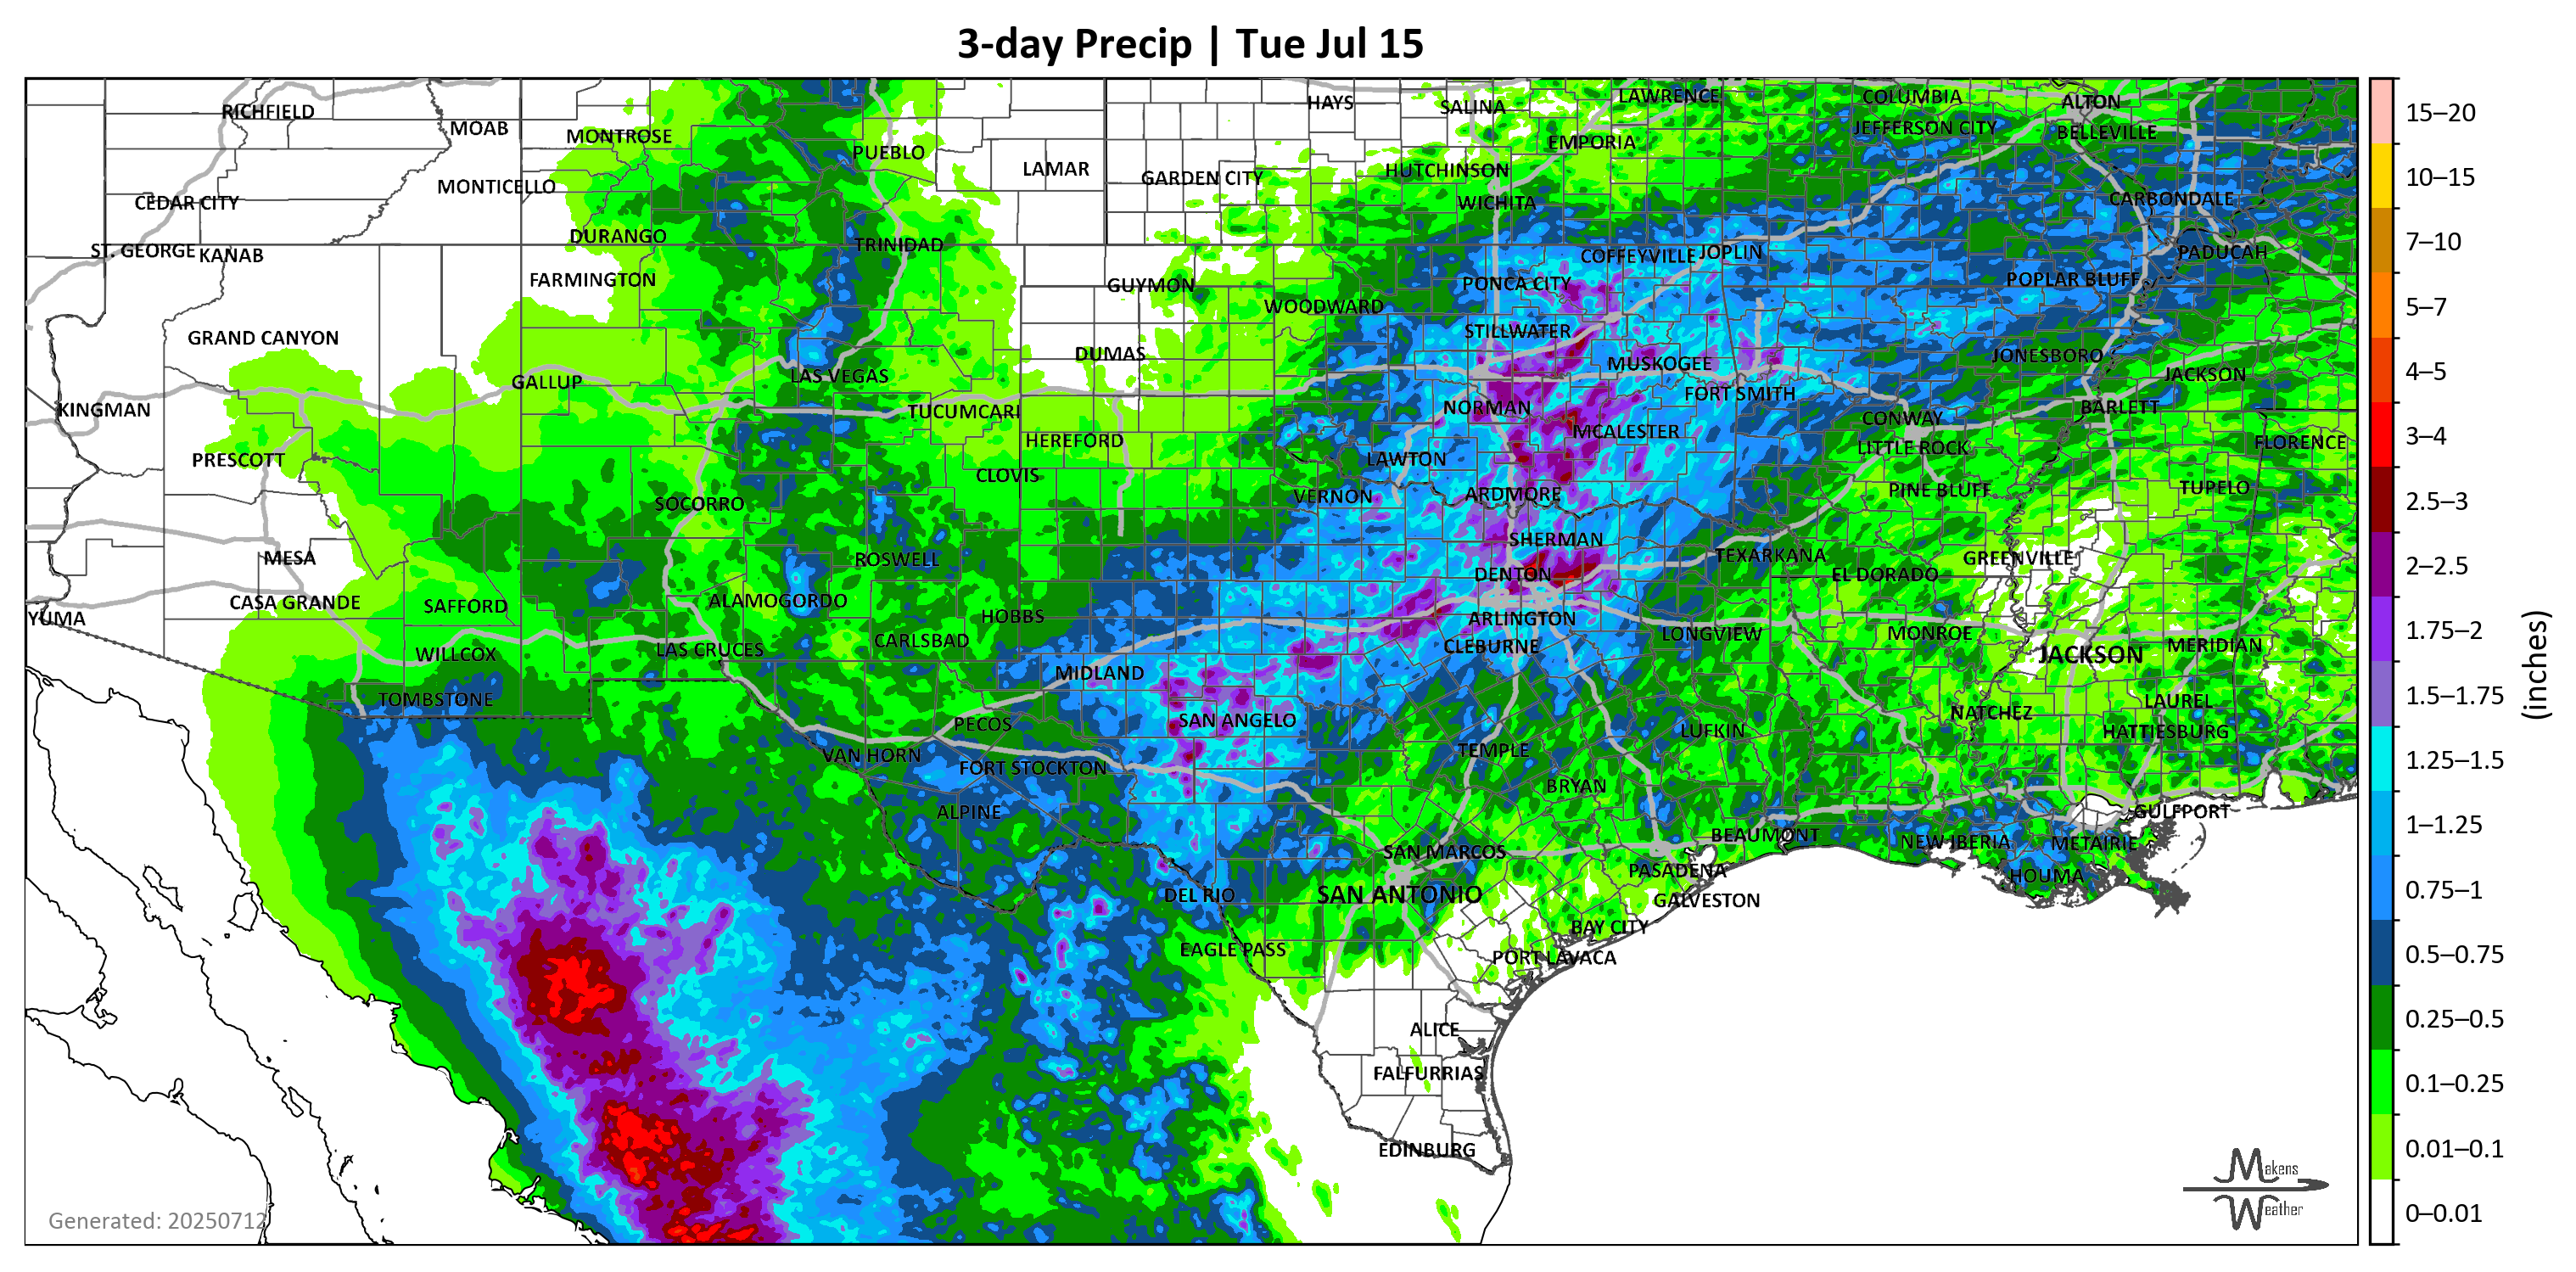 3-day Precip | Tue Jul 15
RICHFIELD
MOAB
MONTROSE
PUEBLO
LAMAR
HAYS
SALINA
LAWRENCE
COLUMBIA
ALTON
JEFFERSON CITY
BELLEVILLE
EMPORIA
HUTCHINSON
GARDEN CITY
MONTICELLO
CEDAR CITY
WICHITA
CARBONDALE
DURANGO
TRINIDAD
ST. GEORGE
KANAB
COFFEYVILLE
JOPLIN
PADUCAH
FARMINGTON
GUYMON
PONCA CITY
POPLAR BLUFF
WOODWARD
GRAND CANYON
STILLWATER
DUMAS
JONESBORO
MUSKOGEE
LAS VEGAS
GALLUP
JACKSON
FORT SMITH
KINGMAN
TUCUMCARI
NORMAN
BARLETT
CONWAY
HEREFORD
MCALESTER
FLORENCE
LITTLE ROCK
PRESCOTT
LAWTON
CLOVIS
VERNON
ARDMORE
PINE BLUFF
TUPELO
SOCORRO
SHERMAN
MESA
ROSWELL
TEXARKANA
GREENVILLE
DENTON
EL DORADO
CASA GRANDE
SAFFORD
ALAMOGORDO
HOBBS
YUMA
ARLINGTON
CARLSBAD
LONGVIEW
MONROE
WILLCOX
LAS CRUCES
CLEBURNE
JACKSON
MERIDIAN
MIDLAND
TOMBSTONE
LAUREL
NATCHEZ
PECOS
SAN ANGELO
LUFKIN
HATTIESBURG
VAN HORN
TEMPLE
FORT STOCKTON
BRYAN
ALPINE
GULFPORT
BEAUMONT
NEW IBERIA
METAIRIE
SAN MARCOS
PASADENA
HOUMA
DEL RIO
SAN ANTONIO
GALVESTON
BAY CITY
EAGLE PASS
PORT LAVACA
ALICE
FALFURRIAS
EDINBURG
Generated: 20250712
Makens
Weather
15–20
10–15
7–10
5–7
4–5
3–4
2.5–3
2–2.5
1.75–2
1.5–1.75
1.25–1.5
1–1.25
0.75–1
0.5–0.75
0.25–0.5
0.1–0.25
0.01–0.1
0–0.01
(inches)